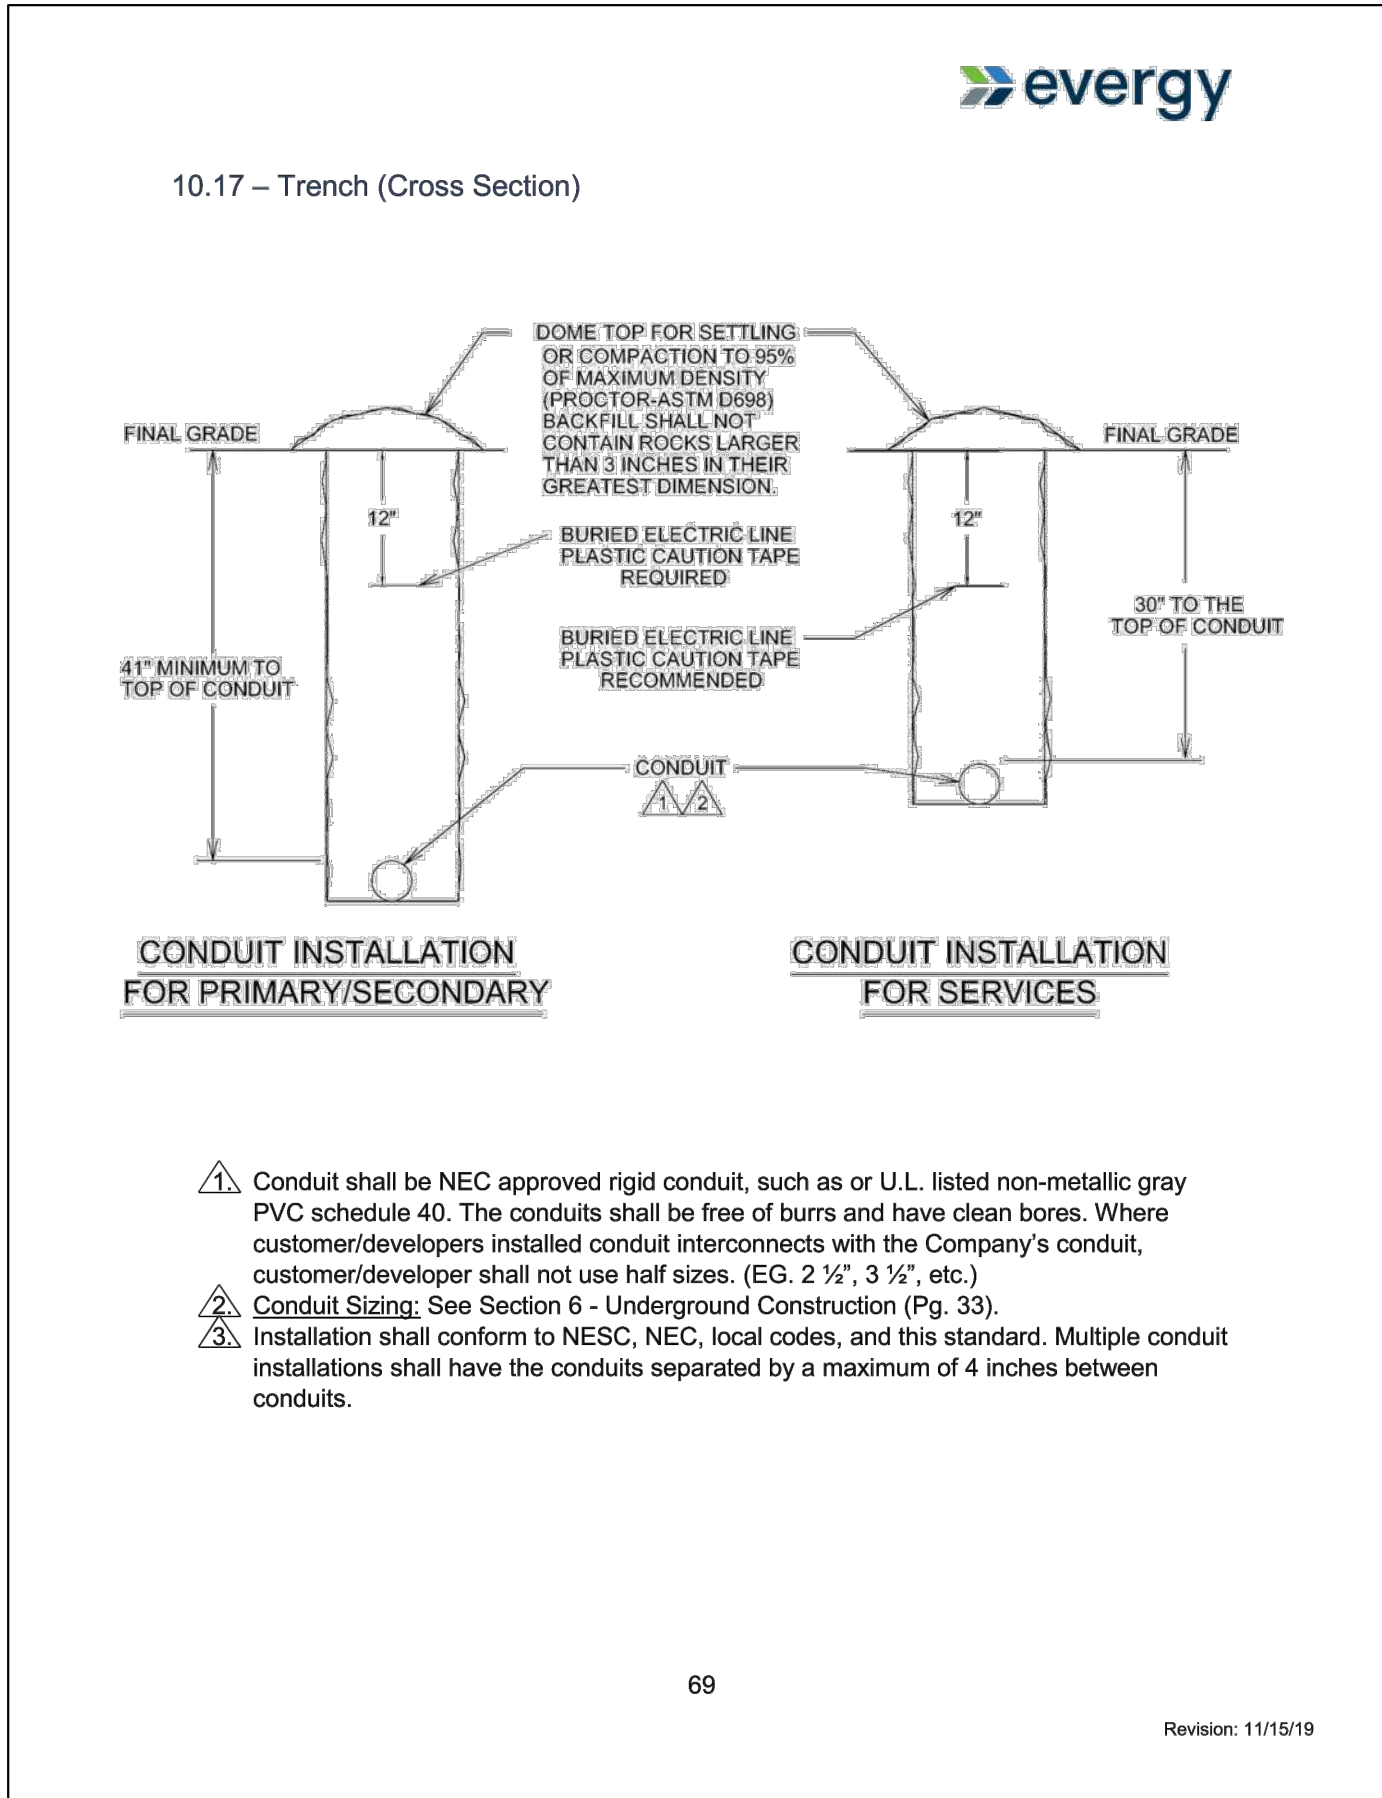 evergy
10.17 – Trench (Cross Section)
DOME TOP FOR SETTLING
OR COMPACTION TO 95%
OF MAXIMUM DENSITY
(PROCTOR-ASTM D698)
BACKFILL SHALL NOT
CONTAIN ROCKS LARGER
THAN 3 INCHES IN THEIR
GREATEST DIMENSION.
FINAL GRADE
FINAL GRADE
12"
12"
BURIED ELECTRIC LINE
PLASTIC CAUTION TAPE
REQUIRED
30" TO THE
TOP OF CONDUIT
BURIED ELECTRIC LINE
PLASTIC CAUTION TAPE
RECOMMENDED
41" MINIMUM TO
TOP OF CONDUIT
CONDUIT
1 2
CONDUIT INSTALLATION
FOR PRIMARY/SECONDARY
CONDUIT INSTALLATION
FOR SERVICES
1. Conduit shall be NEC approved rigid conduit, such as or U.L. listed non-metallic gray
PVC schedule 40. The conduits shall be free of burrs and have clean bores. Where
customer/developers installed conduit interconnects with the Company's conduit,
customer/developer shall not use half sizes. (EG. 2 ½”, 3 ½”, etc.)
2. Conduit Sizing: See Section 6 - Underground Construction (Pg. 33).
3. Installation shall conform to NESC, NEC, local codes, and this standard. Multiple conduit
installations shall have the conduits separated by a maximum of 4 inches between
conduits.
69
Revision: 11/15/19